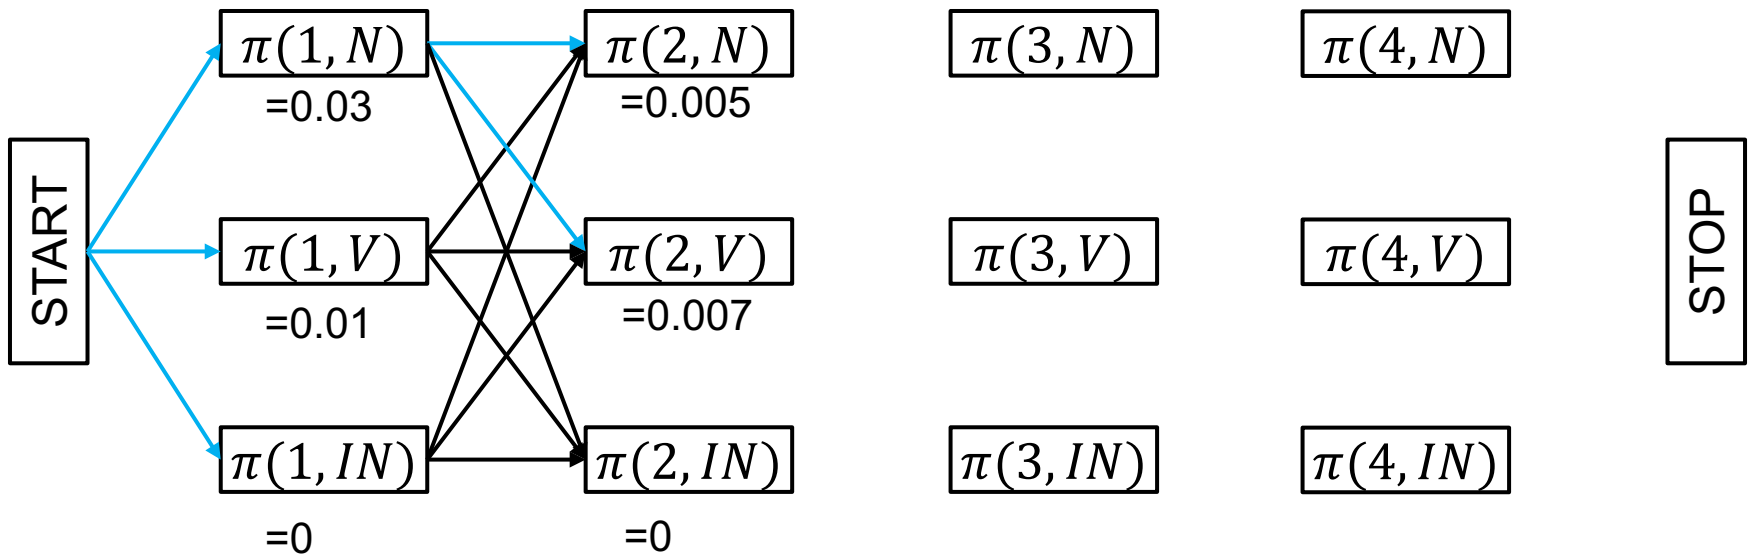 START
π(1,N)
=0.03
π(1,V)
=0.01
π(1,IN)
=0
π(2,N)
=0.005
π(2,V)
=0.007
π(2,IN)
=0
π(3,N)
π(3,V)
π(3,IN)
π(4,N)
π(4,V)
π(4,IN)
STOP